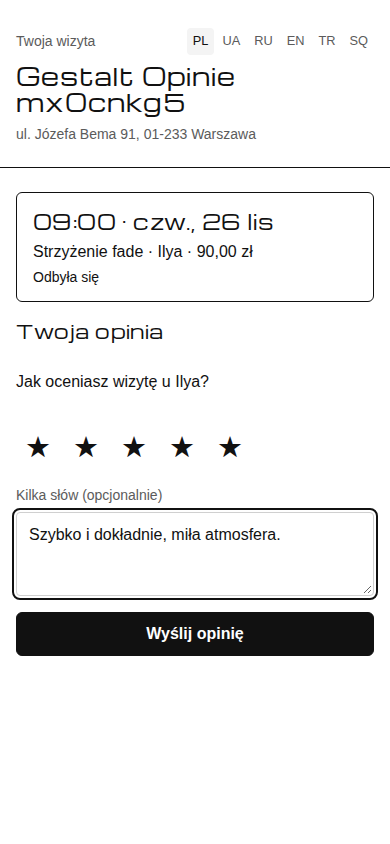 Twoja wizyta
PL UA RU EN TR SQ
Gestalt Opinie
mx0cnkg5
ul. Józefa Bema 91, 01-233 Warszawa
09:00 · czw., 26 lis
Strzyżenie fade · Ilya · 90,00 zł
Odbyła się
Twoja opinia
Jak oceniasz wizytę u Ilya?
★ ★ ★ ★ ★
Kilka słów (opcjonalnie)
Szybko i dokładnie, miła atmosfera.
Wyślij opinię